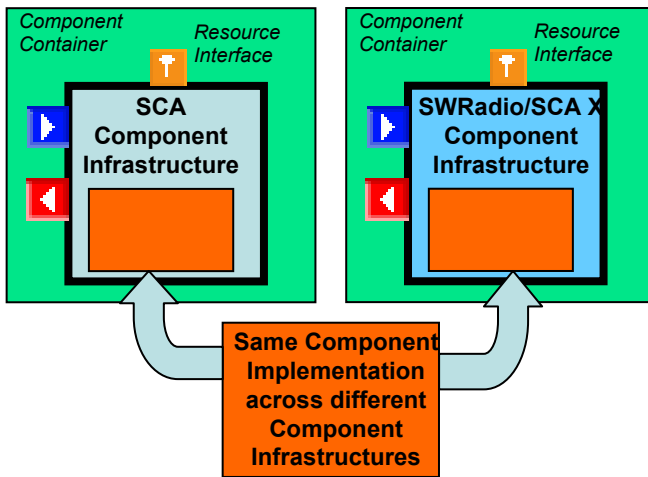 Component
Container
Resource
Interface
SCA
Component
Infrastructure
Component
Container
Resource
Interface
SWRadio/SCA X
Component
Infrastructure
Same Component
Implementation
across different
Component
Infrastructures